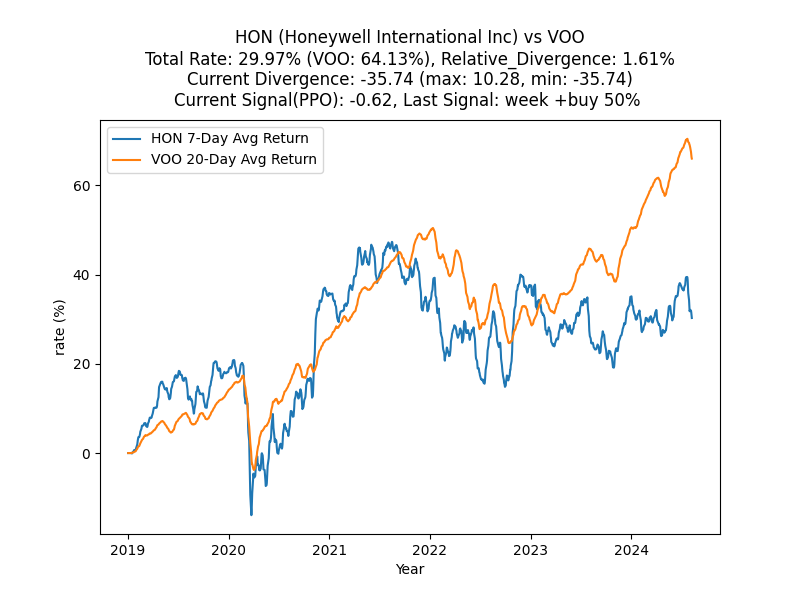 HON (Honeywell International Inc) vs VOO
Total Rate: 29.97% (VOO: 64.13%), Relative_Divergence: 1.61%
Current Divergence: -35.74 (max: 10.28, min: -35.74)
Current Signal(PPO): -0.62, Last Signal: week +buy 50%
HON 7-Day Avg Return
VOO 20-Day Avg Return
60
40
20
0
rate (%)
2019 2020 2021 2022 2023 2024
Year